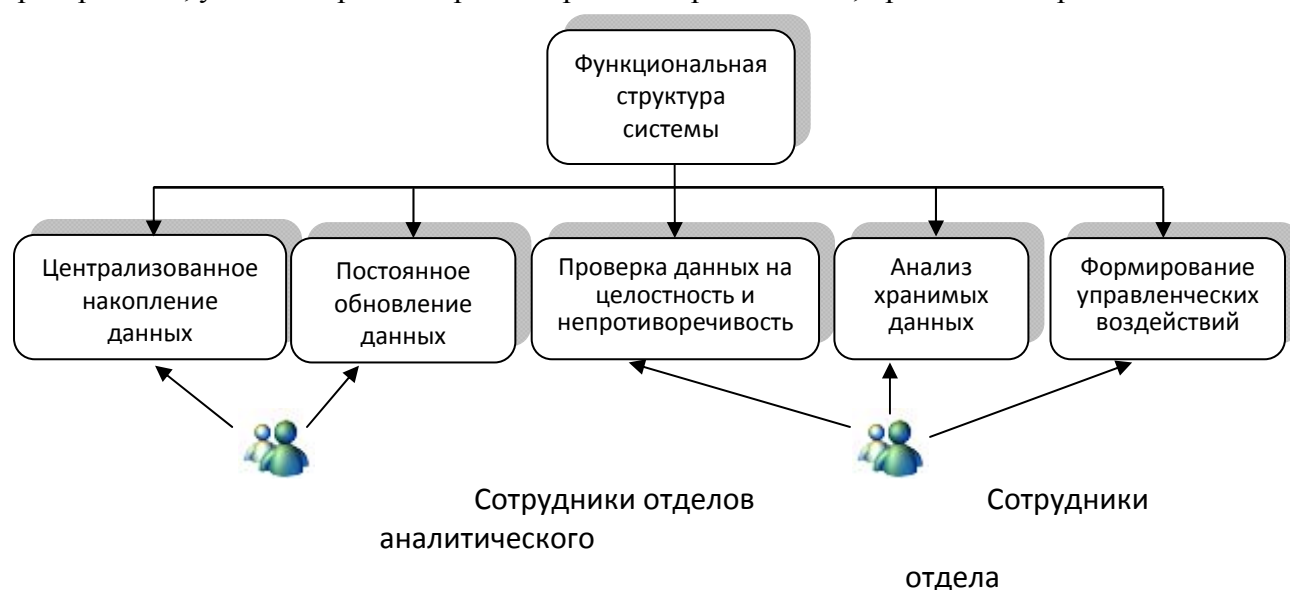 Функциональная
структура
системы
Централизованное
накопление
данных
Постоянное
обновление
данных
Проверка данных на
целостность и
непротиворечивость
Анализ
хранимых
данных
Формирование
управленческих
воздействий
Сотрудники отделов Сотрудники
аналитического
отдела